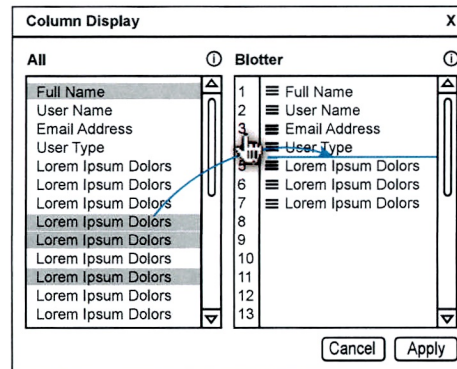 Column Display X
All
Full Name
User Name
Email Address
User Type
Lorem Ipsum Dolors
Lorem Ipsum Dolors
Lorem Ipsum Dolors
Lorem Ipsum Dolors
Lorem Ipsum Dolors
Lorem Ipsum Dolors
Lorem Ipsum Dolors
Lorem Ipsum Dolors
Lorem Ipsum Dolors
Blotter
1 Full Name
2 User Name
3 Email Address
User Type
5 Lorem Ipsum Dolors
6 Lorem Ipsum Dolors
7 Lorem Ipsum Dolors
8
9
10
11
12
13
Cancel Apply